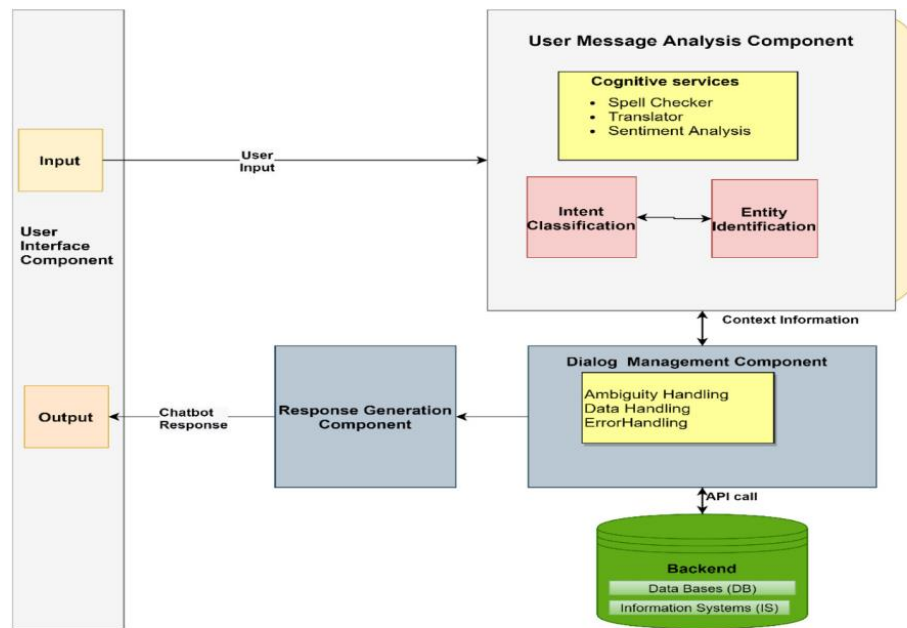 User Message Analysis Component
Cognitive services
• Spell Checker
• Translator
• Sentiment Analysis
Input
User
Input
Intent
Classification
Entity
Identification
User
Interface
Component
Context Information
Dialog Management Component
Ambiguity Handling
Data Handling
ErrorHandling
Response Generation
Component
Chatbot
Response
Output
API call
Backend
Data Bases (DB)
Information Systems (IS)